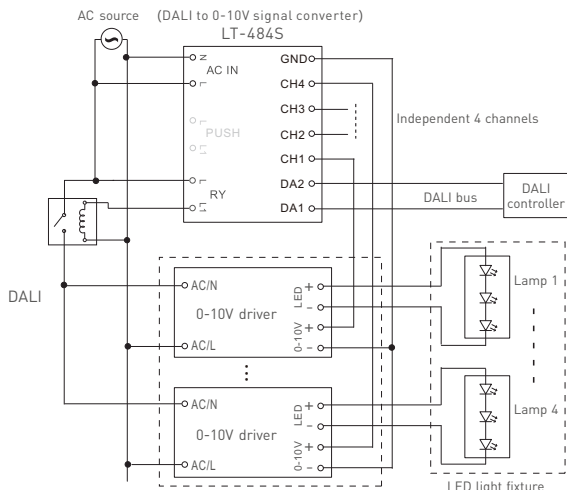 AC source (DALI to 0-10V signal converter)
LT-484S
N
AC IN
L
L
PUSH
L1
L
RY
L1
GND
CH4
CH3
CH2
CH1
DA2
DA1
Independent 4 channels
DALI bus
DALI
controller
DALI
AC/N
0-10V driver
AC/L
LED
+
-
0-10V
+
-
Lamp 1
AC/N
0-10V driver
AC/L
LED
+
-
0-10V
+
-
Lamp 4
LED light fixture